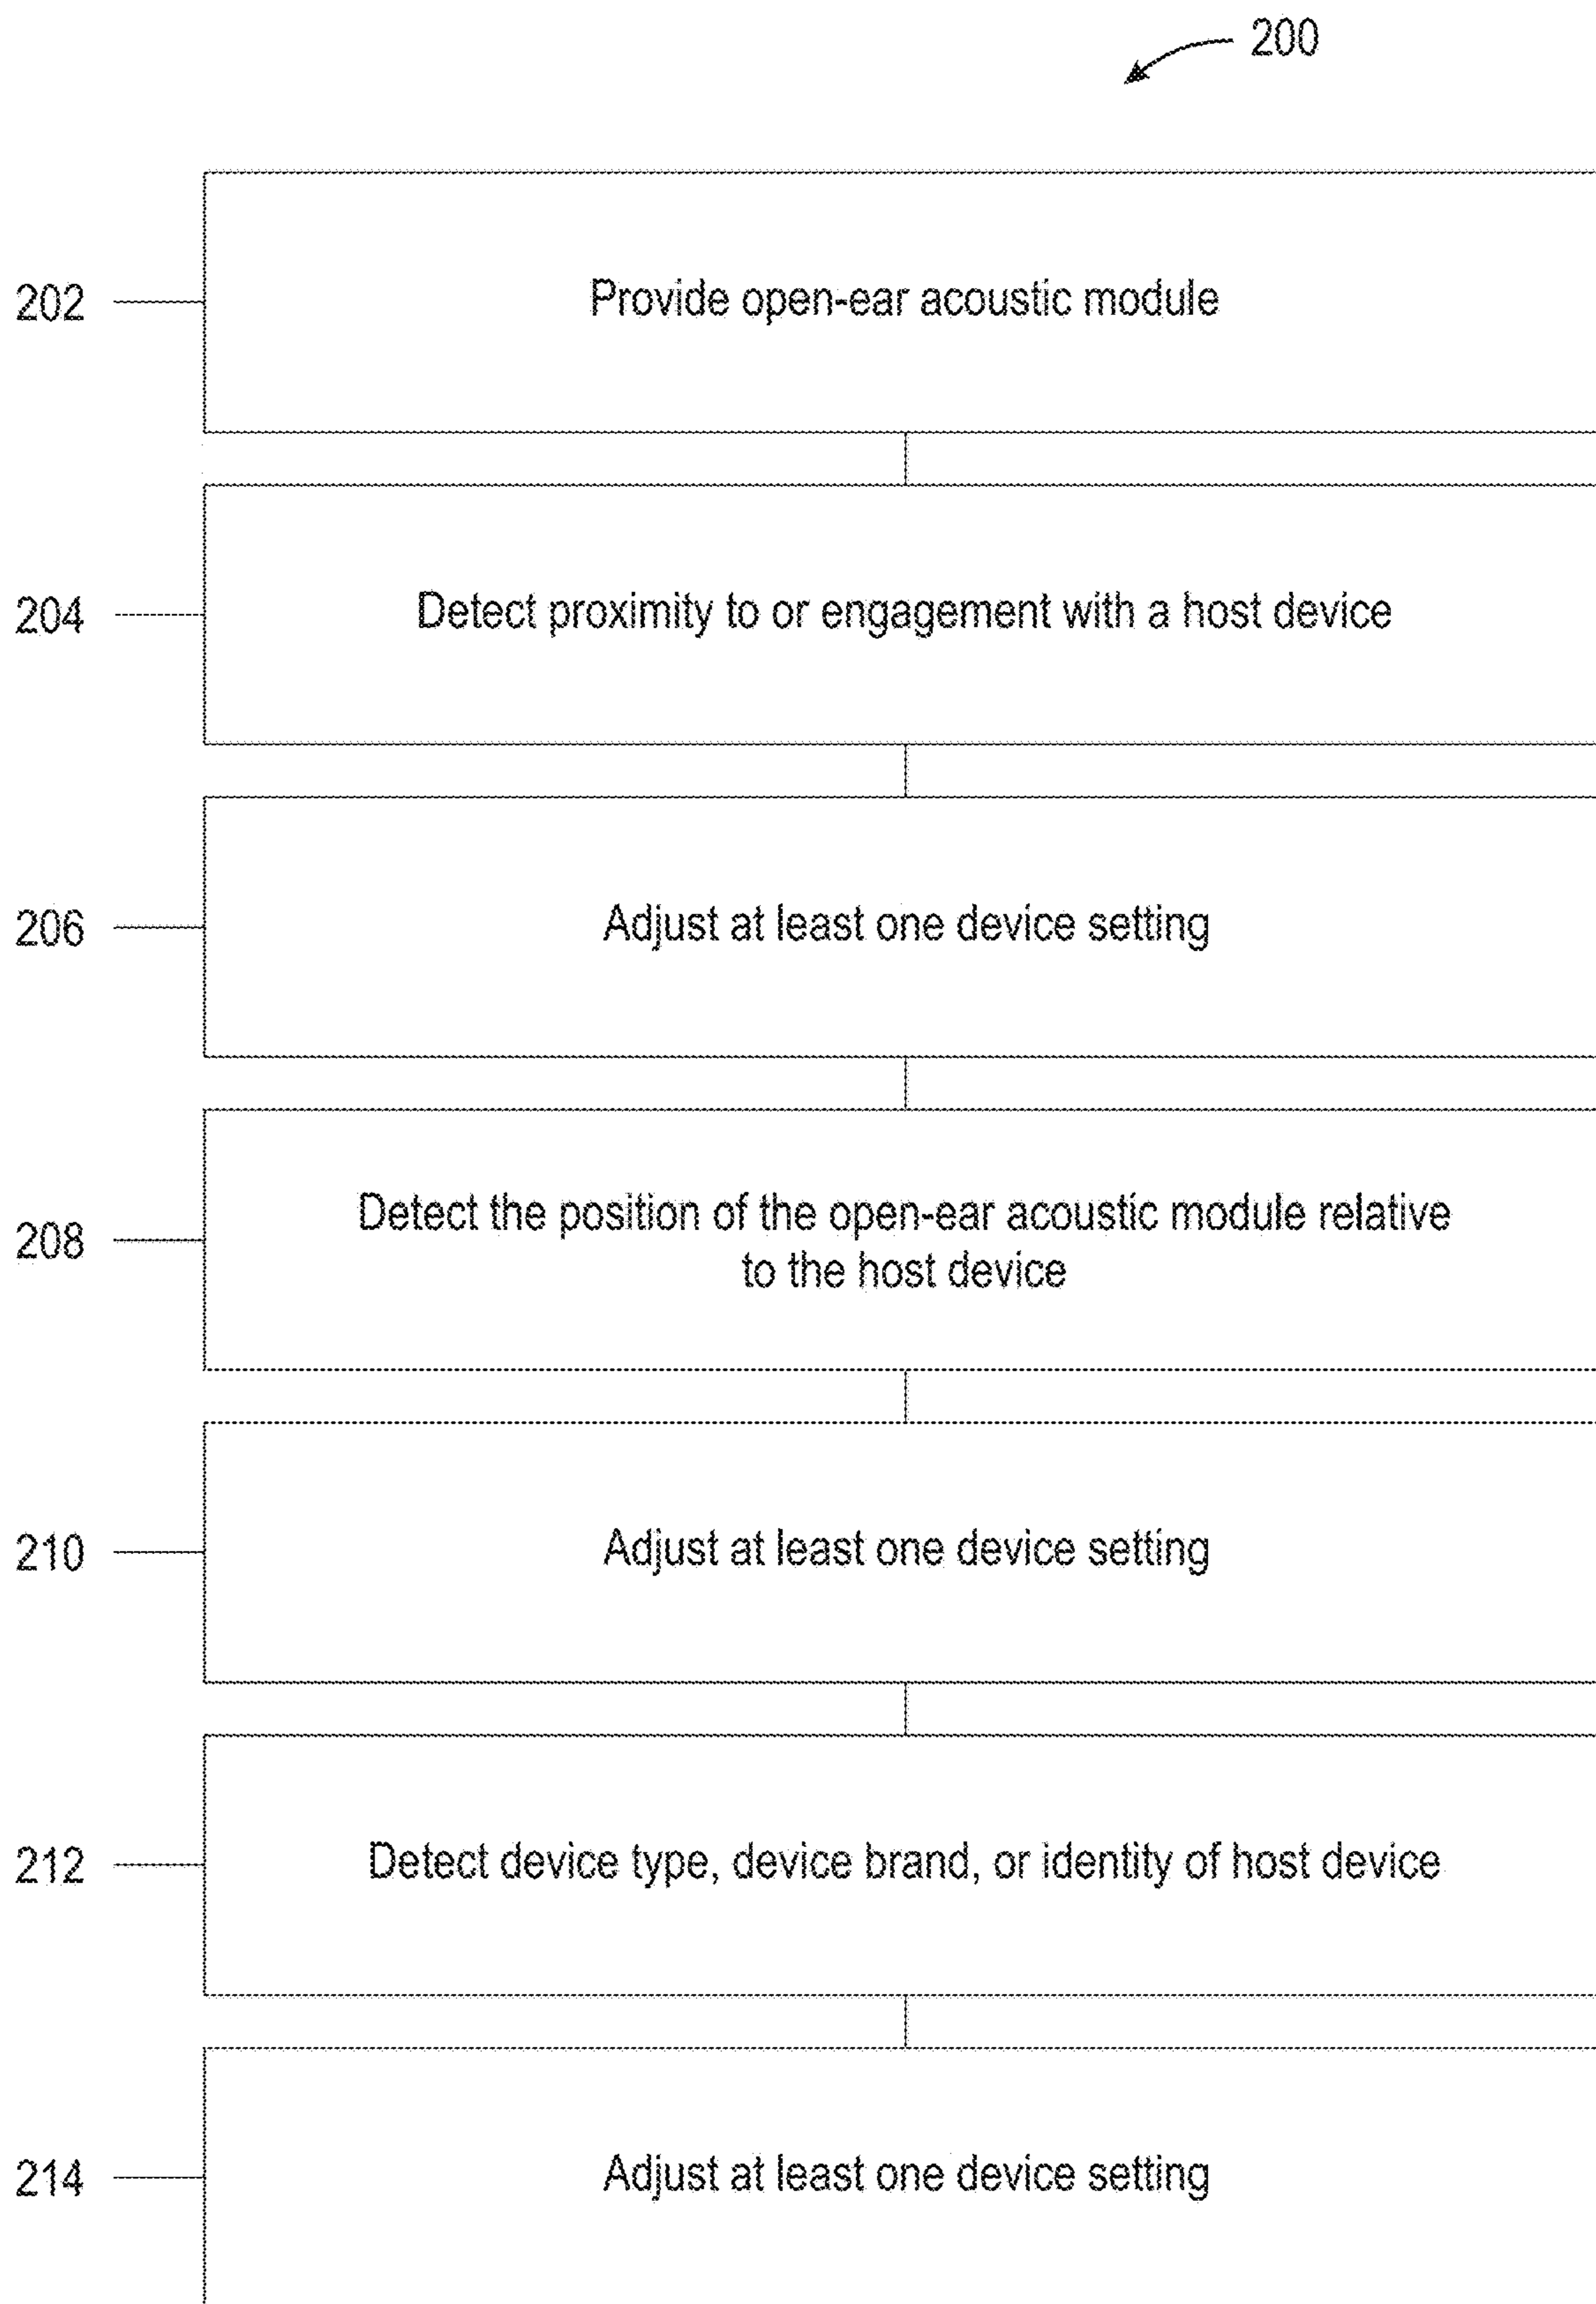 200
202
Provide open-ear acoustic module
204
Detect proximity to or engagement with a host device
206
Adjust at least one device setting
208
Detect the position of the open-ear acoustic module relative
to the host device
210
Adjust at least one device setting
212
Detect device type, device brand, or identity of host device
214
Adjust at least one device setting